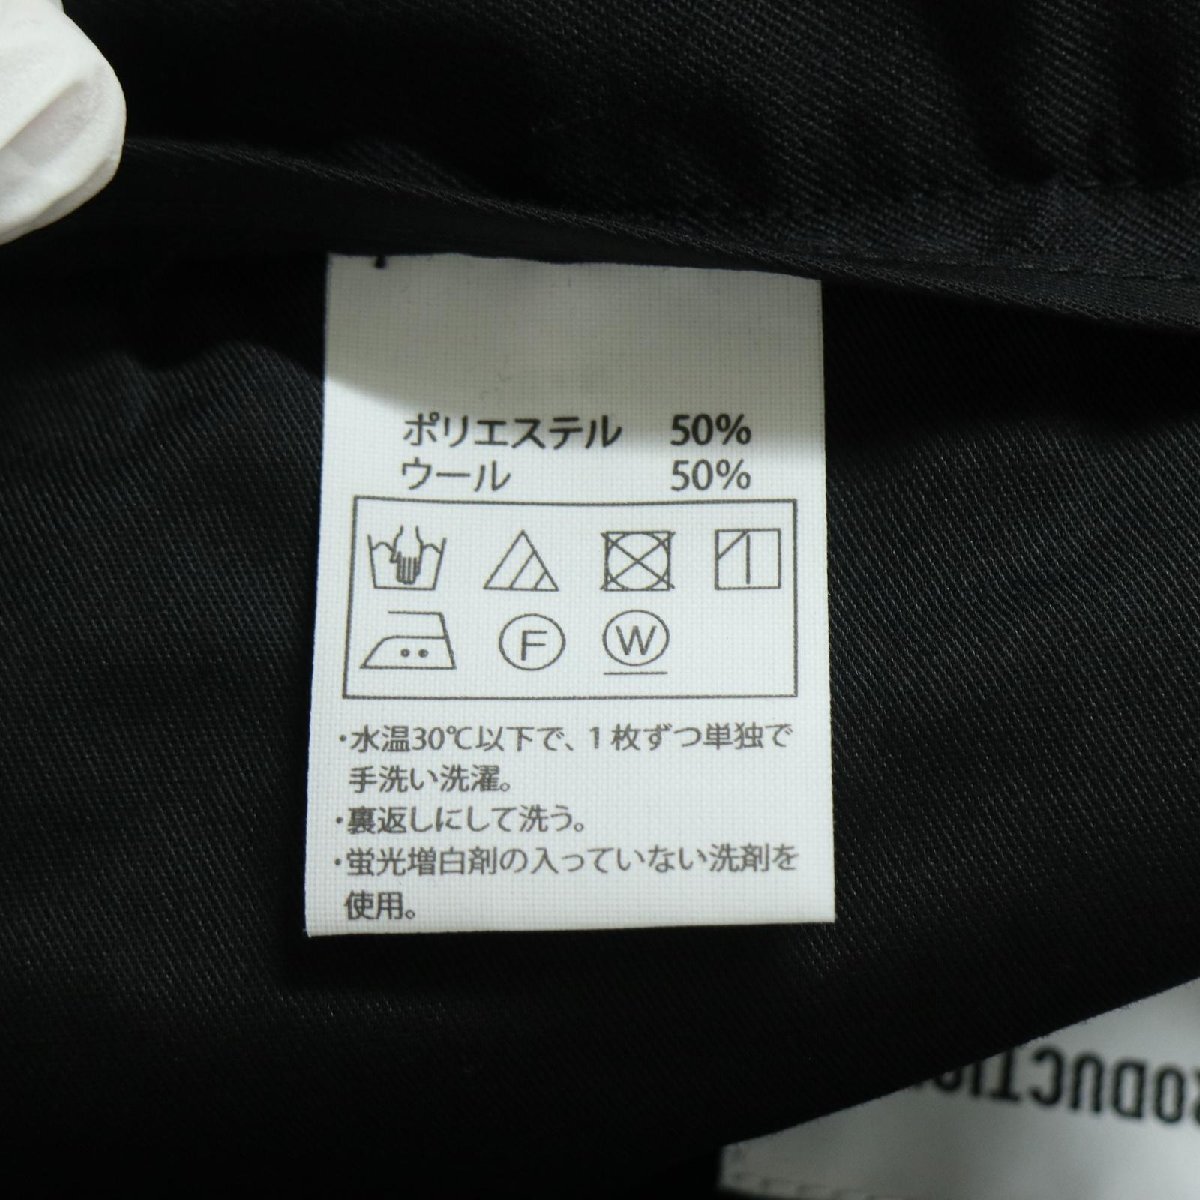 ポリエステル 50%
ウール 50%
F W
・水温30℃以下で、1枚ずつ単独で
手洗い洗濯。
・裏返しにして洗う。
・蛍光増白剤の入っていない洗剤を
使用。